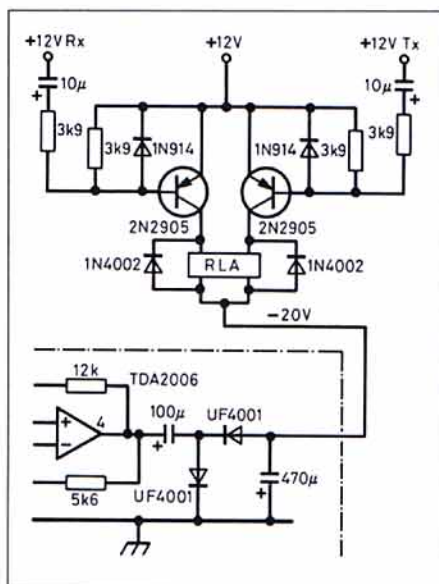 +12V Rx
+12V
+12V Tx
10µ
+
10µ
+
3k9
3k9
1N914
1N914
3k9
3k9
2N2905
2N2905
1N4002
RLA
1N4002
−20V
12k
TDA2006
+
−
4
100µ
+
UF4001
5k6
UF4001
470µ
+